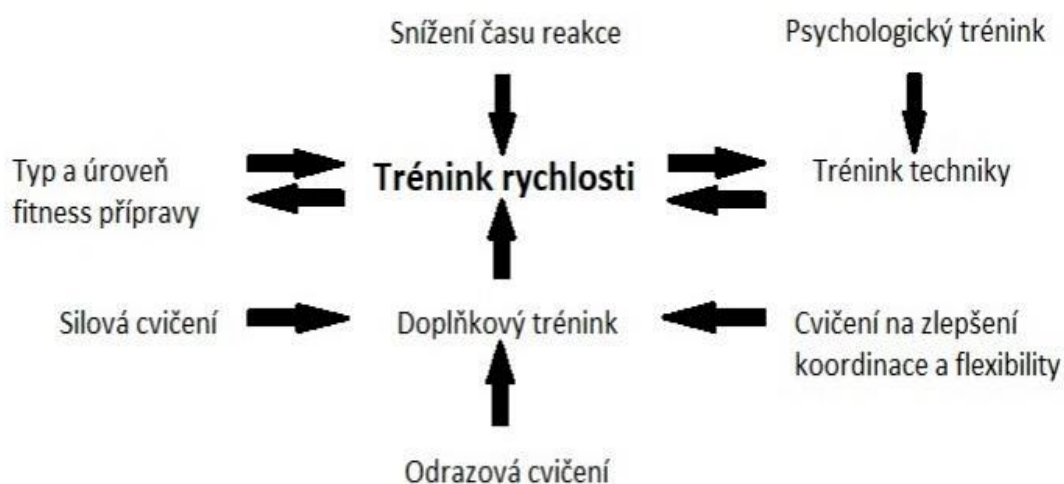 Snížení času reakce
Psychologický trénink
Typ a úroveň
fitness přípravy
Trénink rychlosti
Trénink techniky
Silová cvičení
Doplňkový trénink
Cvičení na zlepšení
koordinace a flexibility
Odrazová cvičení